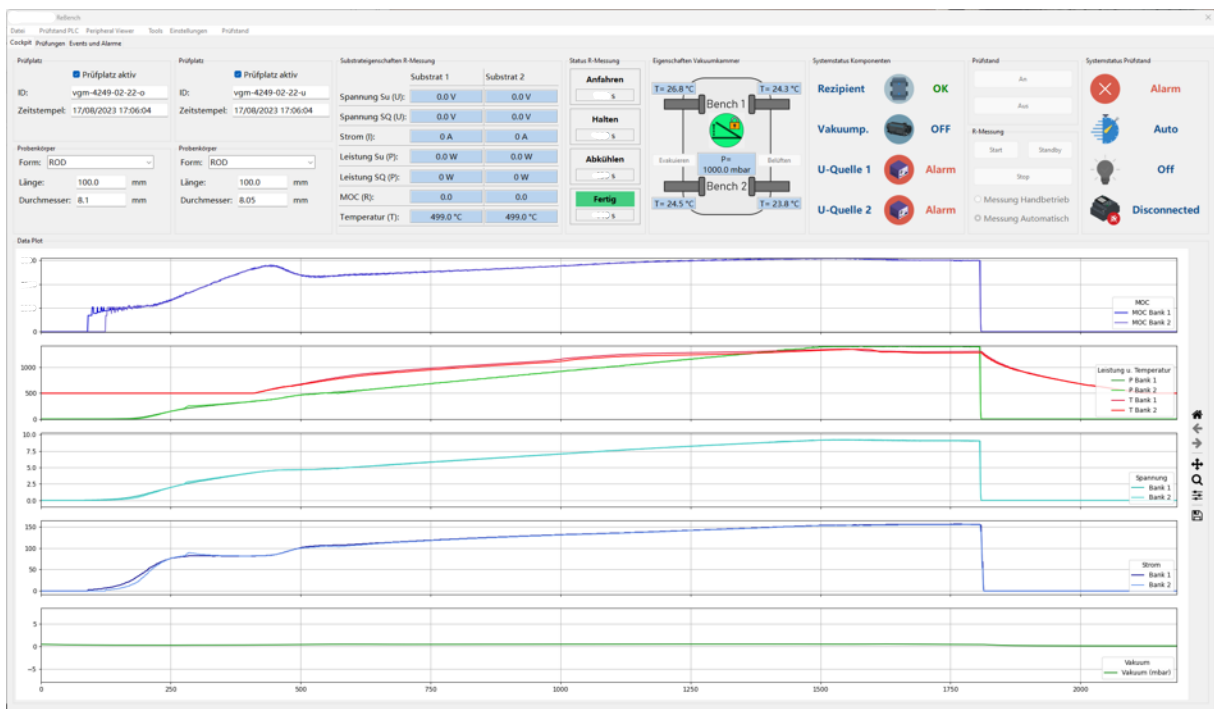 ReBench
Datei Prüfstand PLC Peripheral Viewer Tools Einstellungen Prüfstand
Cockpit Prüfungen Events und Alarme
Prüfplatz
Prüfplatz aktiv
ID: vgm-4249-02-22-o
Zeitstempel: 17/08/2023 17:06:04
Probenkörper
Form: ROD
Länge: 100.0 mm
Durchmesser: 8.1 mm
Prüfplatz
Prüfplatz aktiv
ID: vgm-4249-02-22-u
Zeitstempel: 17/08/2023 17:06:04
Probenkörper
Form: ROD
Länge: 100.0 mm
Durchmesser: 8.05 mm
Substrateigenschaften R-Messung
Substrat 1 Substrat 2
Spannung Su (U): 0.0 V 0.0 V
Spannung SQ (U): 0.0 V 0.0 V
Strom (I): 0 A 0 A
Leistung Su (P): 0.0 W 0.0 W
Leistung SQ (P): 0 W 0 W
MOC (R): 0.0 0.0
Temperatur (T): 499.0 °C 499.0 °C
Status R-Messung
Anfahren
s
Halten
s
Abkühlen
s
Fertig
s
Eigenschaften Vakuumkammer
T= 26.8 °C T= 24.3 °C
Bench 1
Evakuieren P= 1000.0 mbar Belüften
Bench 2
T= 24.5 °C T= 23.8 °C
Systemstatus Komponenten
Rezipient OK
Vakuump. OFF
U-Quelle 1 Alarm
U-Quelle 2 Alarm
Prüfstand
An
Aus
R-Messung
Start Standby
Stop
Messung Handbetrieb
Messung Automatisch
Systemstatus Prüfstand
Alarm
Auto
Off
Disconnected
Data Plot
0
MOC
MOC Bank 1
MOC Bank 2
1000
500
0
Leistung u. Temperatur
P Bank 1
P Bank 2
T Bank 1
T Bank 2
10.0
7.5
5.0
2.5
0.0
Spannung
Bank 1
Bank 2
150
100
50
0
Strom
Bank 1
Bank 2
5
0
−5
Vakuum
Vakuum (mbar)
0 250 500 750 1000 1250 1500 1750 2000